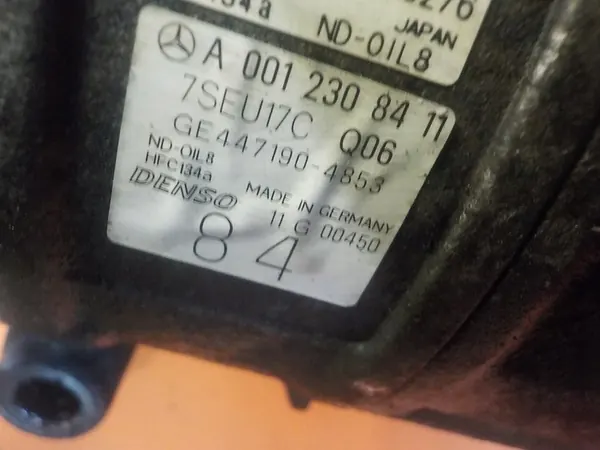 JAPAN
ND-OIL8
A 001 230 84 11
7SEU17C Q06
GE447190-4853
ND-OIL8
HFC134a
DENSO MADE IN GERMANY
11 G 00450
84